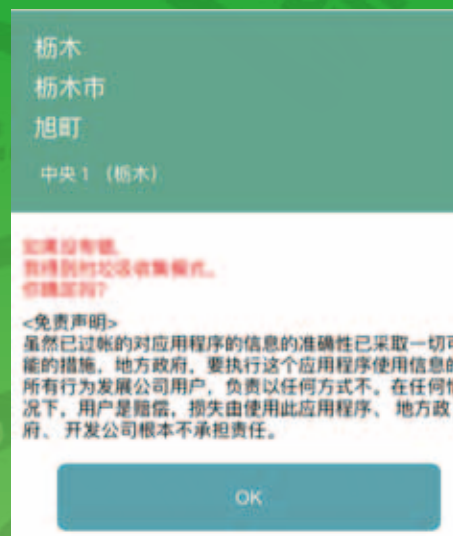 栃木
栃木市
旭町
中央1 （栃木）
如果没有错,
我得到时垃圾收集模式。
你确定吗?
<免责声明>
虽然已过帐的对应用程序的信息的准确性已采取一切可
能的措施，地方政府，要执行这个应用程序使用信息的
所有行为发展公司用户，负责以任何方式不。在任何情
况下，用户是赔偿，损失由使用此应用程序、 地方政
府、 开发公司根本不承担责任。
OK